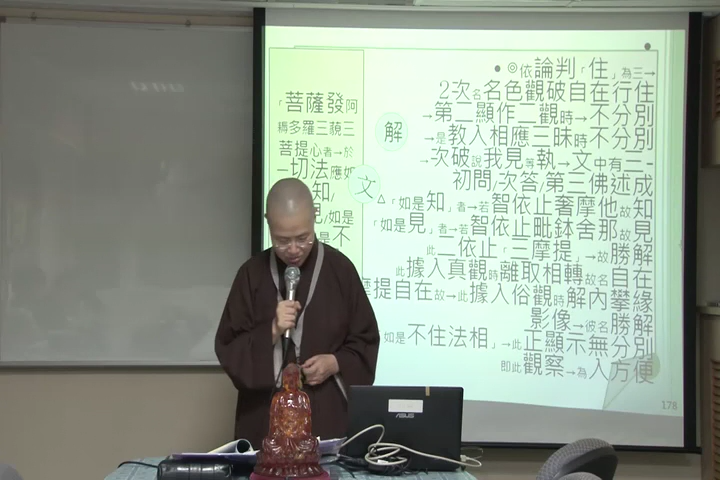 ◎依論判「住」為三→
2次名名色觀破自在行住
→第二顯作二觀時→不分別
→是教入相應三昧時不分別
→次破說我見等執→文中有二-
初問/次答/第三佛述成
△「如是知」者→若智依止奢摩他故知
「如是見」者→若智依止毗鉢舍那故見
此二依止「三摩提」→故勝解
此據入真觀時離取相轉故名自在
摩提自在故→此據入俗觀時解內攀緣
影像→彼名勝解
如是不住法相」→此正顯示無分別
即此觀察→為入方便
解
文
「菩薩發阿
耨多羅三藐三
菩提心者→於
一切法應如
知/
見/如是
是不
178
ASUS